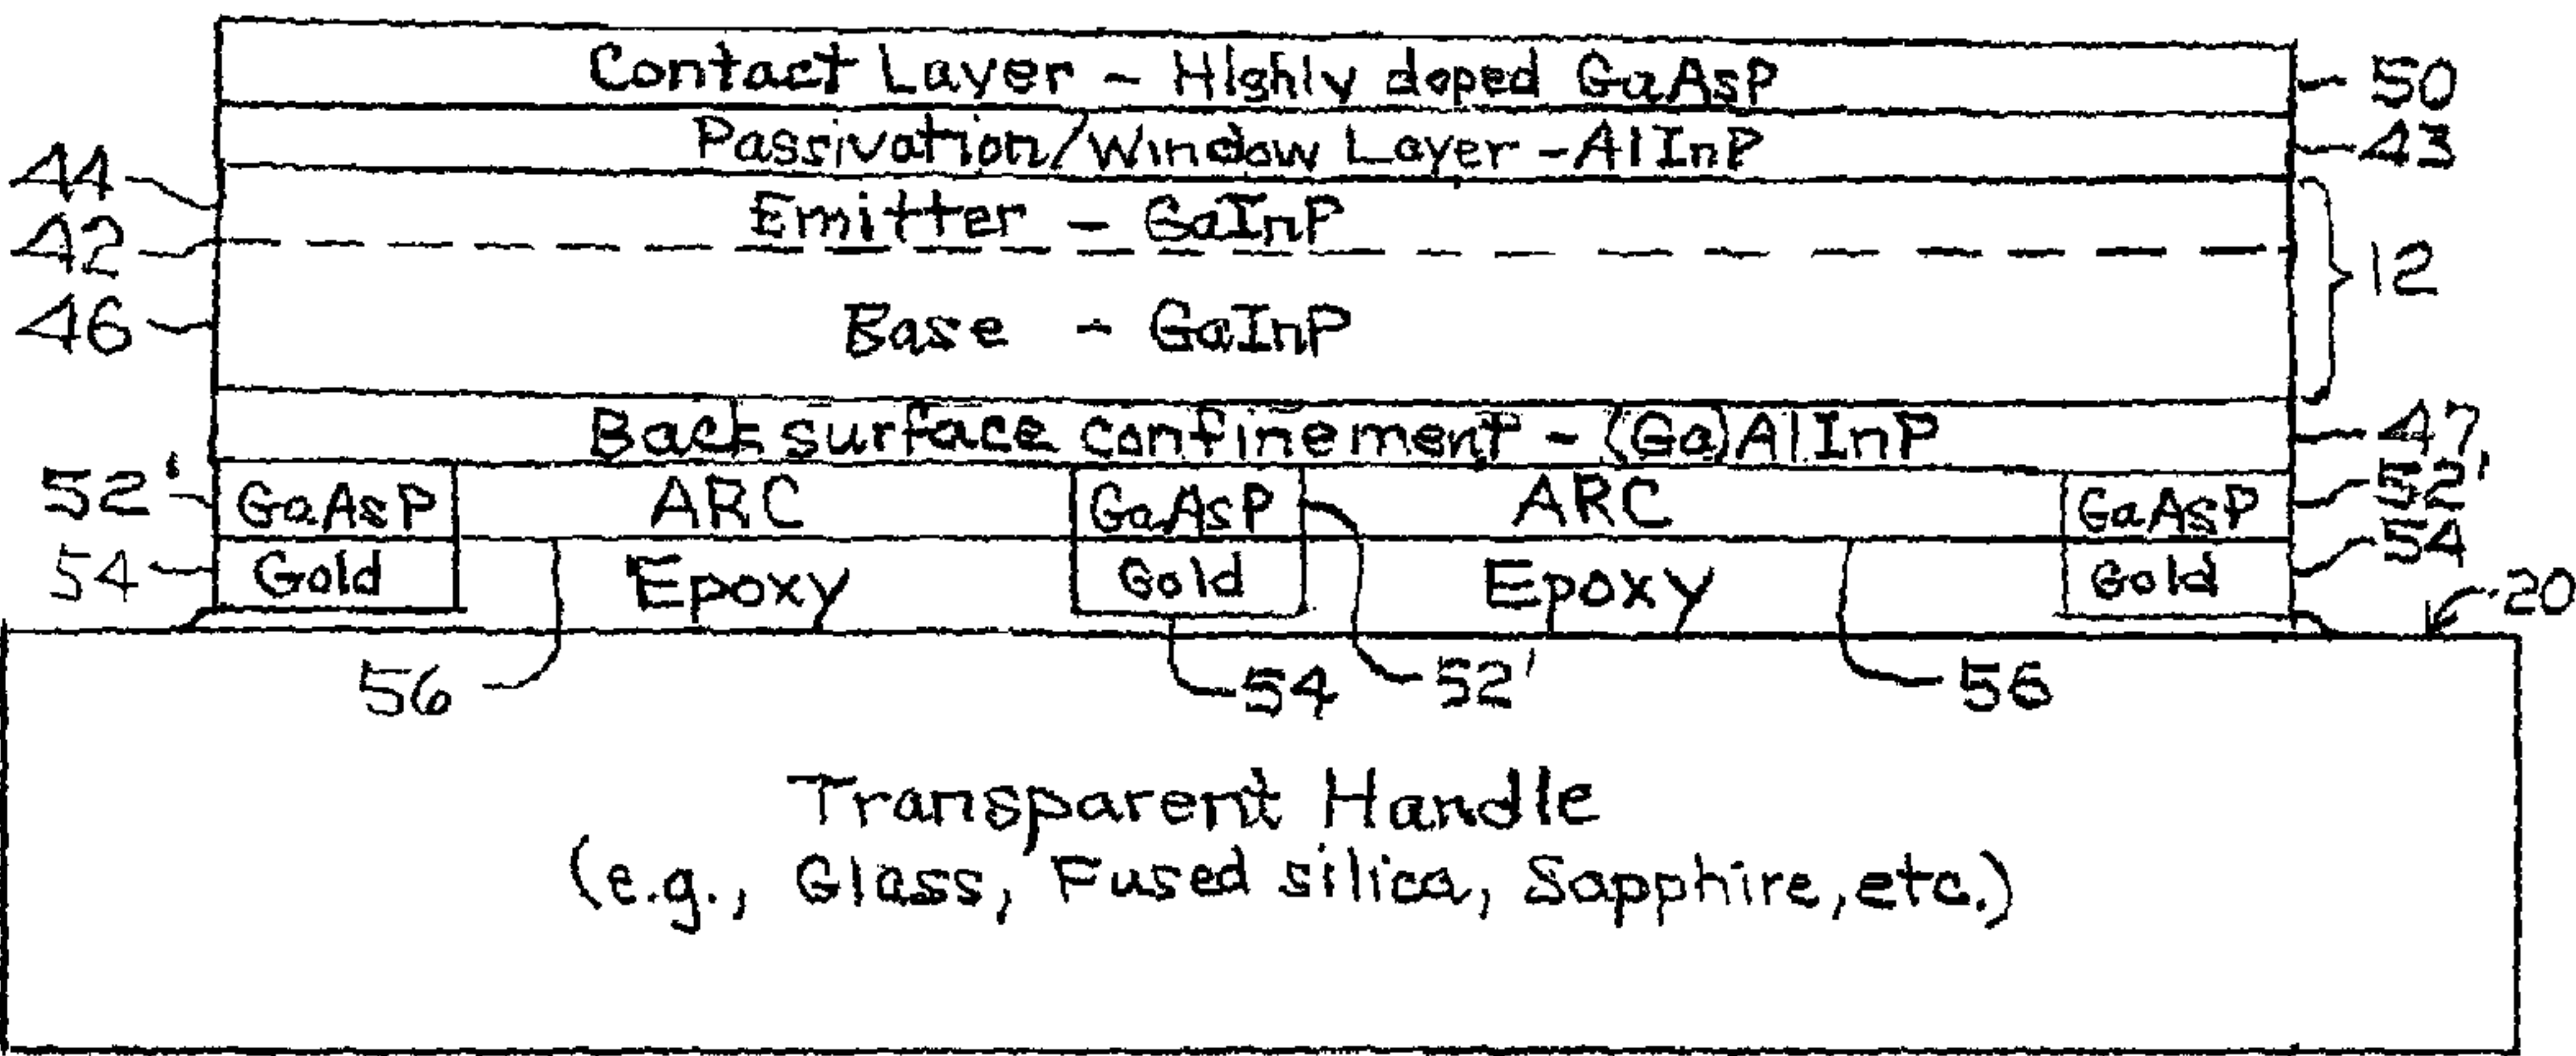 Contact Layer - Highly doped GaAsP
50
Passivation/Window Layer - AlInP
43
44
Emitter - GaInP
42
12
46
Base - GaInP
Back surface confinement - (Ga)AlInP
47
52'
GaAsP
ARC
GaAsP
ARC
GaAsP
52'
54
Gold
Epoxy
Gold
Epoxy
Gold
54
20
56
54
52'
56
Transparent Handle
(e.g., Glass, Fused silica, Sapphire, etc.)